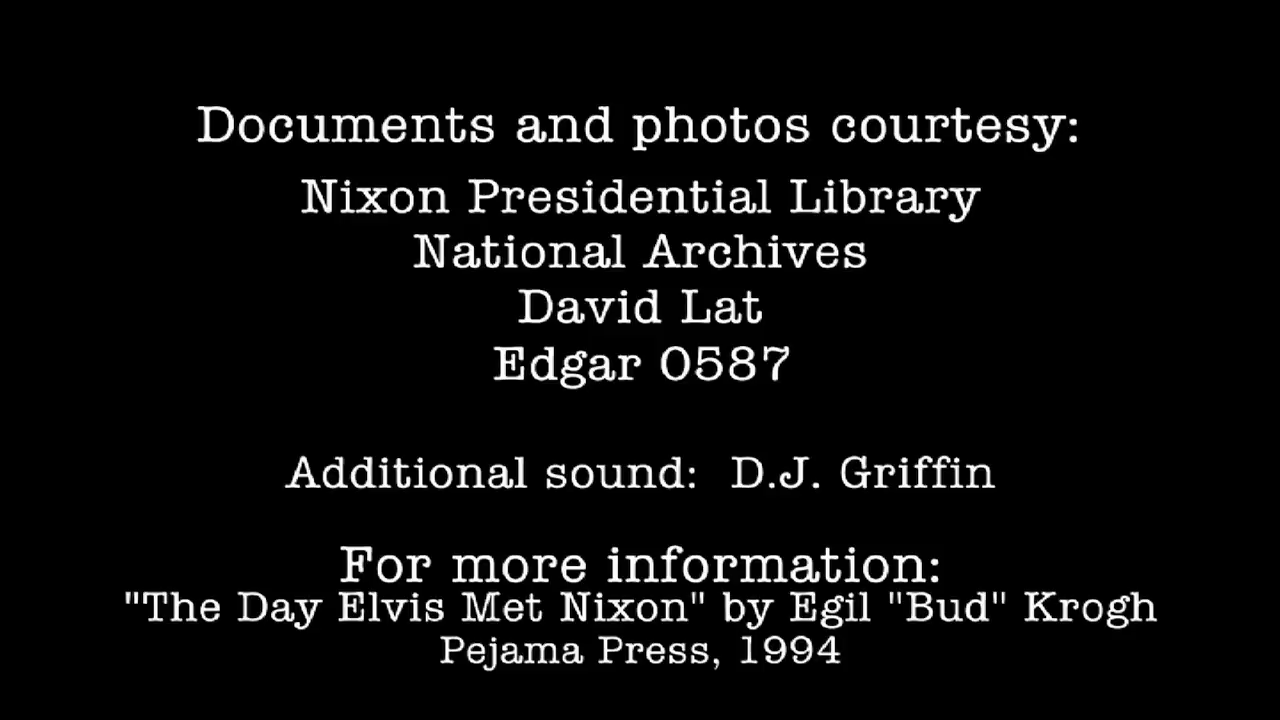 Documents and photos courtesy:
Nixon Presidential Library
National Archives
David Lat
Edgar 0587
Additional sound:  D.J. Griffin
For more information:
"The Day Elvis Met Nixon" by Egil "Bud" Krogh
Pejama Press, 1994